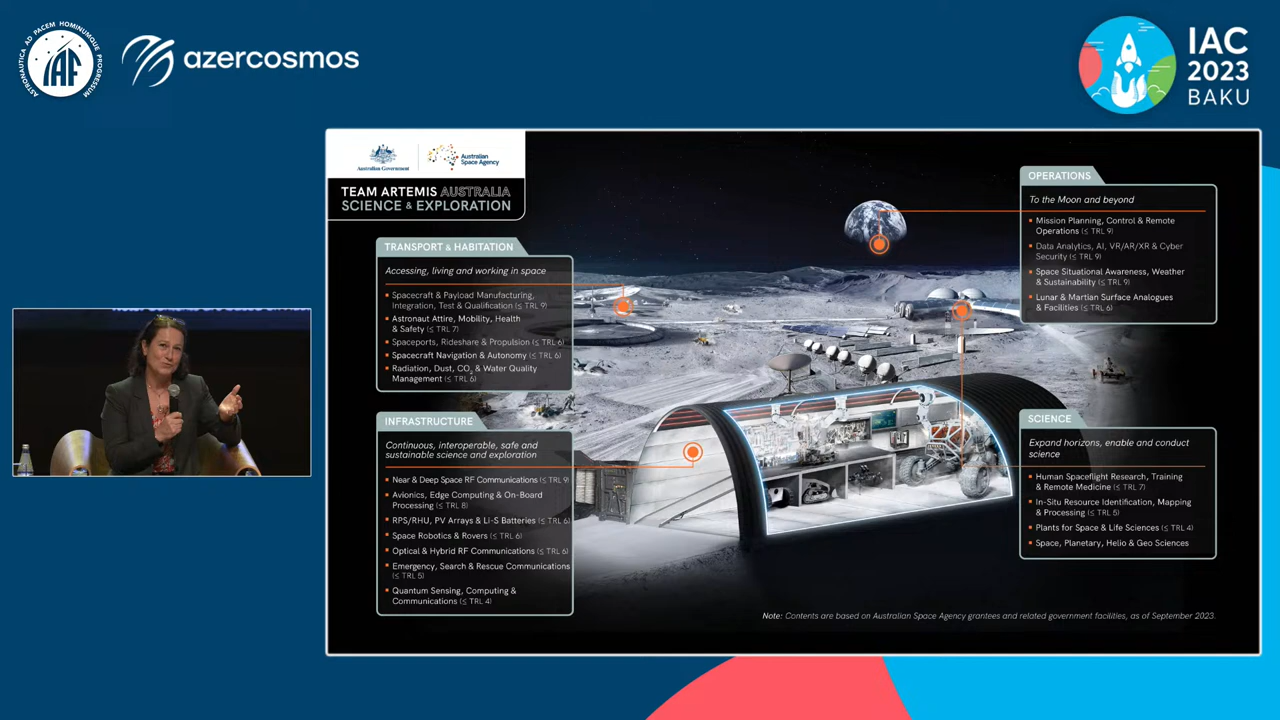 ASTRONAUTICA AD PACEM HOMINUMQUE PROGRESSUM
IAF
azercosmos
IAC
2023
BAKU
Australian Government
Australian
Space Agency
TEAM ARTEMIS AUSTRALIA
SCIENCE & EXPLORATION
TRANSPORT & HABITATION
Accessing, living and working in space
Spacecraft & Payload Manufacturing,
Integration, Test & Qualification (≤ TRL 9)
Astronaut Attire, Mobility, Health
& Safety (≤ TRL 7)
Spaceports, Rideshare & Propulsion (≤ TRL 6)
Spacecraft Navigation & Autonomy (≤ TRL 6)
Radiation, Dust, CO₂ & Water Quality
Management (≤ TRL 6)
INFRASTRUCTURE
Continuous, interoperable, safe and
sustainable science and exploration
Near & Deep Space RF Communications (≤ TRL 9)
Avionics, Edge Computing & On-Board
Processing (≤ TRL 8)
RPS/RHU, PV Arrays & LI-S Batteries (≤ TRL 6)
Space Robotics & Rovers (≤ TRL 6)
Optical & Hybrid RF Communications (≤ TRL 6)
Emergency, Search & Rescue Communications
(≤ TRL 5)
Quantum Sensing, Computing &
Communications (≤ TRL 4)
OPERATIONS
To the Moon and beyond
Mission Planning, Control & Remote
Operations (≤ TRL 9)
Data Analytics, AI, VR/AR/XR & Cyber
Security (≤ TRL 9)
Space Situational Awareness, Weather
& Sustainability (≤ TRL 9)
Lunar & Martian Surface Analogues
& Facilities (≤ TRL 6)
SCIENCE
Expand horizons, enable and conduct
science
Human Spaceflight Research, Training
& Remote Medicine (≤ TRL 7)
In-Situ Resource Identification, Mapping
& Processing (≤ TRL 5)
Plants for Space & Life Sciences (≤ TRL 4)
Space, Planetary, Helio & Geo Sciences
Note: Contents are based on Australian Space Agency grantees and related government facilities, as of September 2023.